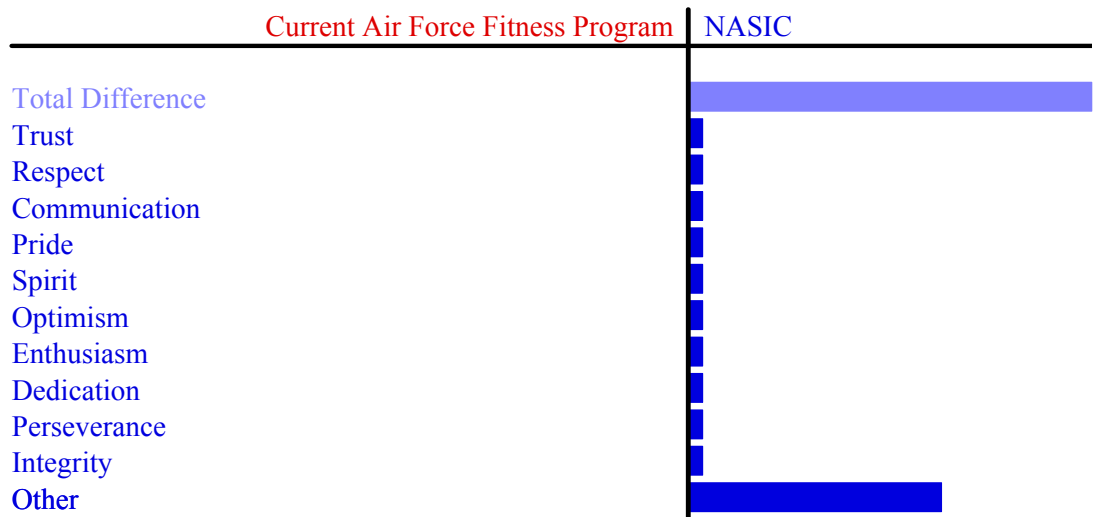 Current Air Force Fitness Program NASIC
Total Difference
Trust
Respect
Communication
Pride
Spirit
Optimism
Enthusiasm
Dedication
Perseverance
Integrity
Other